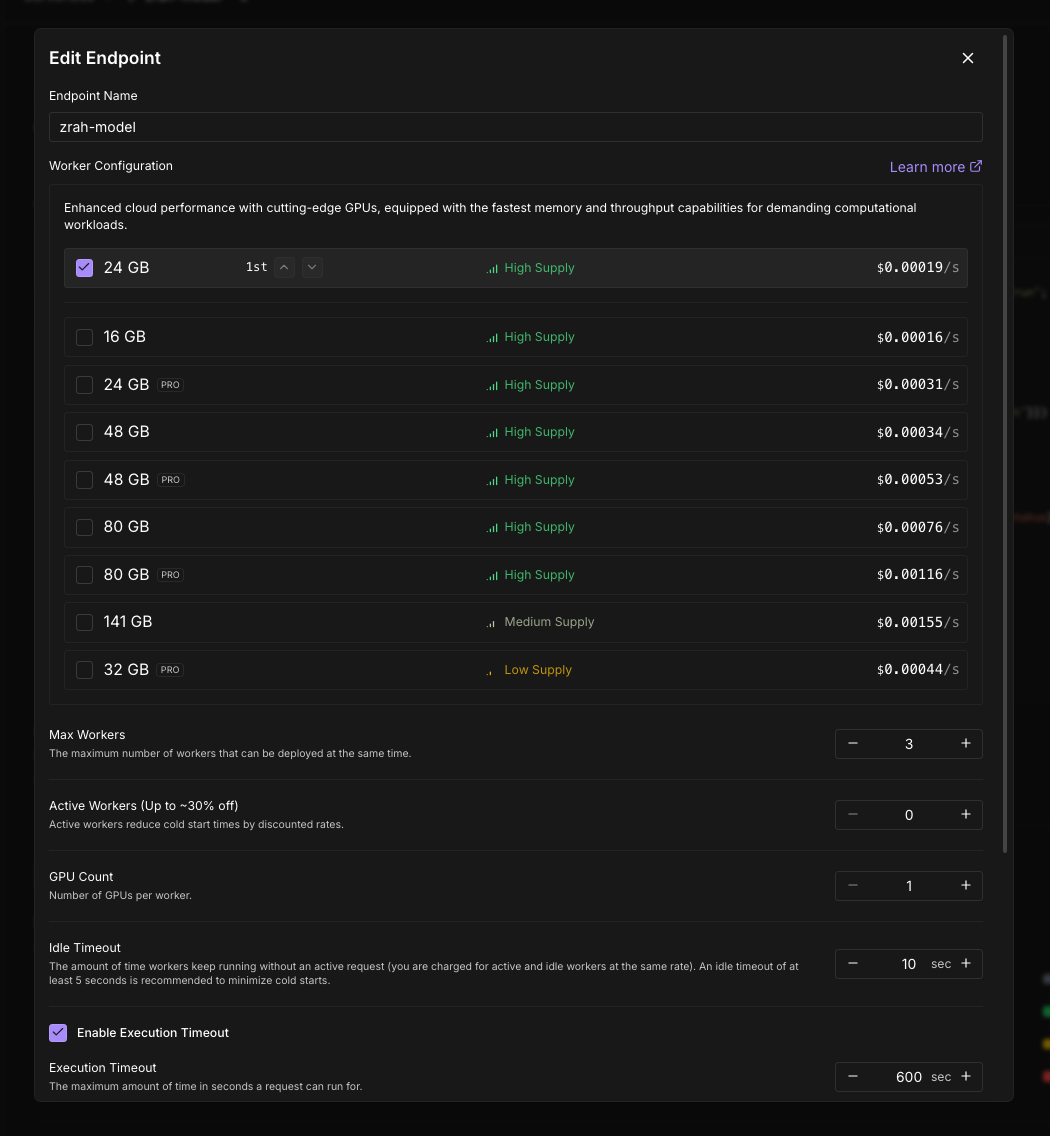 Edit Endpoint
Endpoint Name
zrah-model
Worker Configuration
Learn more
Enhanced cloud performance with cutting-edge GPUs, equipped with the fastest memory and throughput capabilities for demanding computational
workloads.
24 GB 1st High Supply $0.00019/s
16 GB High Supply $0.00016/s
24 GB PRO High Supply $0.00031/s
48 GB High Supply $0.00034/s
48 GB PRO High Supply $0.00053/s
80 GB High Supply $0.00076/s
80 GB PRO High Supply $0.00116/s
141 GB Medium Supply $0.00155/s
32 GB PRO Low Supply $0.00044/s
Max Workers
The maximum number of workers that can be deployed at the same time.
− 3 +
Active Workers (Up to ~30% off)
Active workers reduce cold start times by discounted rates.
− 0 +
GPU Count
Number of GPUs per worker.
− 1 +
Idle Timeout
The amount of time workers keep running without an active request (you are charged for active and idle workers at the same rate). An idle timeout of at
least 5 seconds is recommended to minimize cold starts.
− 10 sec +
Enable Execution Timeout
Execution Timeout
The maximum amount of time in seconds a request can run for.
− 600 sec +